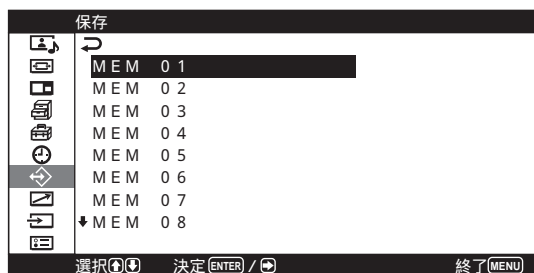 保存
MEM 01
MEM 02
MEM 03
MEM 04
MEM 05
MEM 06
MEM 07
MEM 08
選択 決定 ENTER / 終了 MENU